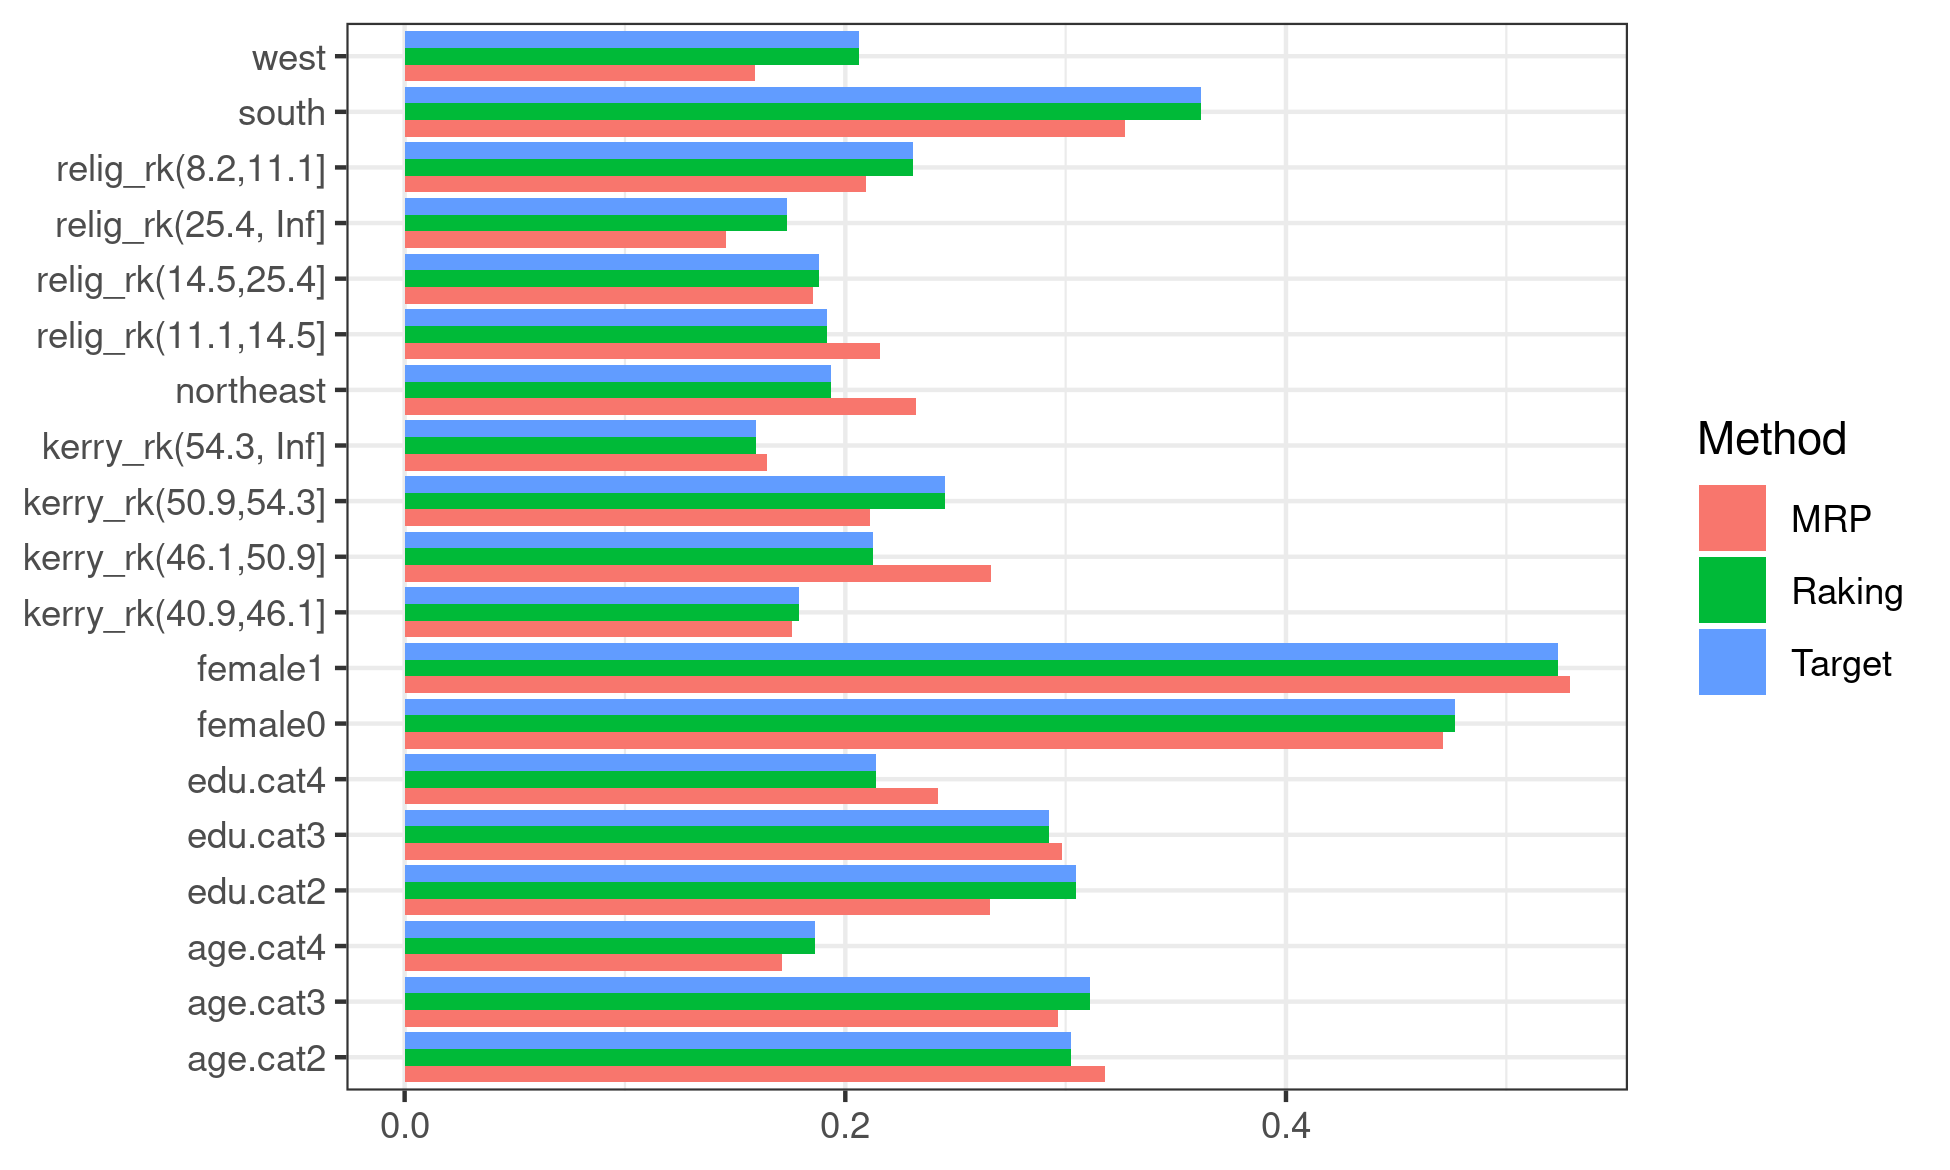 west
south
relig_rk(8.2,11.1]
relig_rk(25.4, Inf]
relig_rk(14.5,25.4]
relig_rk(11.1,14.5]
northeast
kerry_rk(54.3, Inf]
kerry_rk(50.9,54.3]
kerry_rk(46.1,50.9]
kerry_rk(40.9,46.1]
female1
female0
edu.cat4
edu.cat3
edu.cat2
age.cat4
age.cat3
age.cat2
0.0 0.2 0.4
Method
MRP
Raking
Target